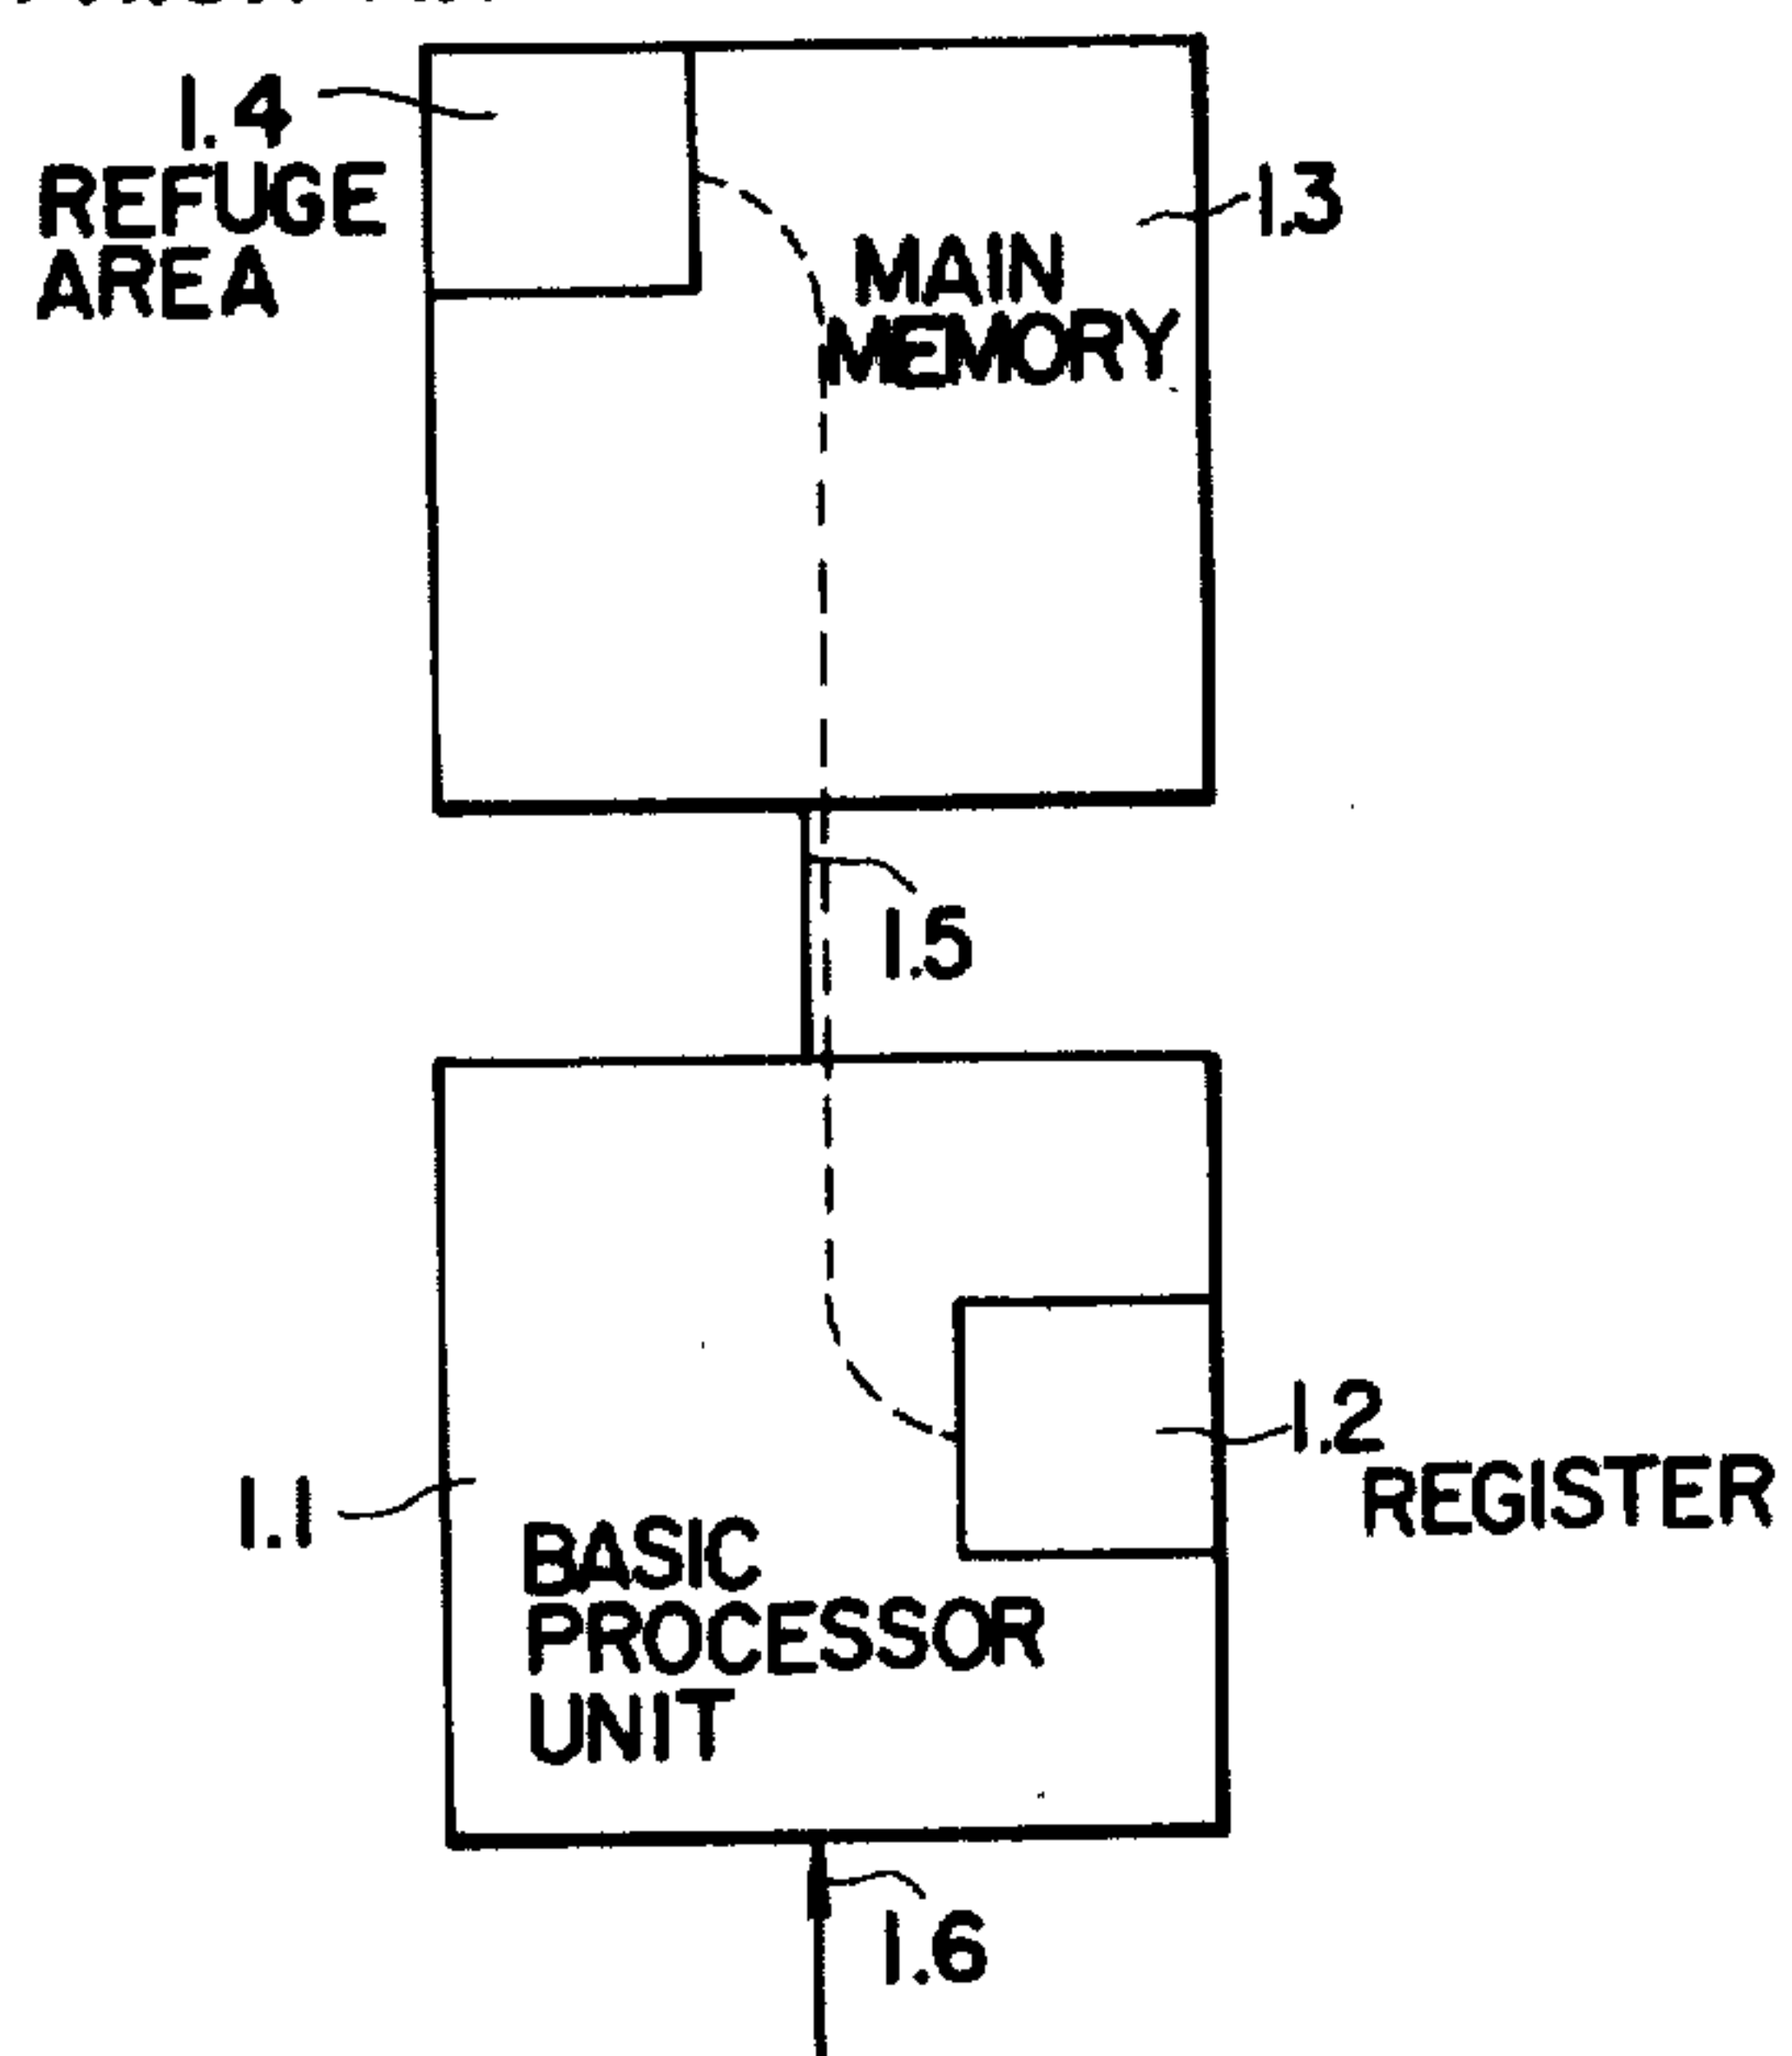 1.4
REFUGE
AREA
1.3
MAIN
MEMORY
1.5
1.2
REGISTER
1.1
BASIC
PROCESSOR
UNIT
1.6